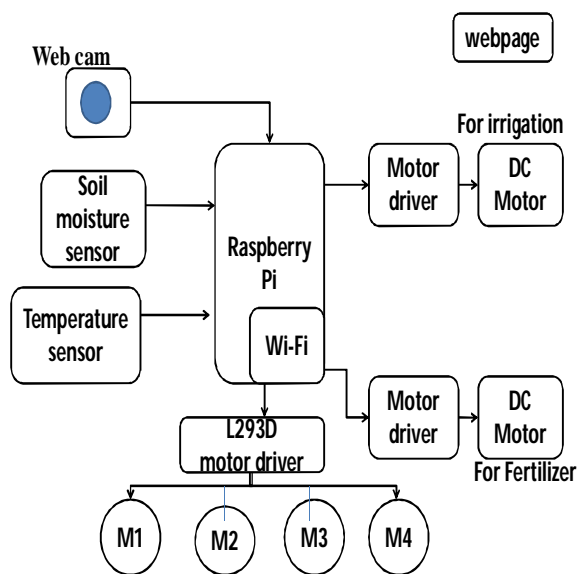 webpage
Web cam
For irrigation
Motor
driver
DC
Motor
Soil
moisture
sensor
Raspberry
Pi
Temperature
sensor
Wi-Fi
Motor
driver
DC
Motor
For Fertilizer
L293D
motor driver
M1
M2
M3
M4